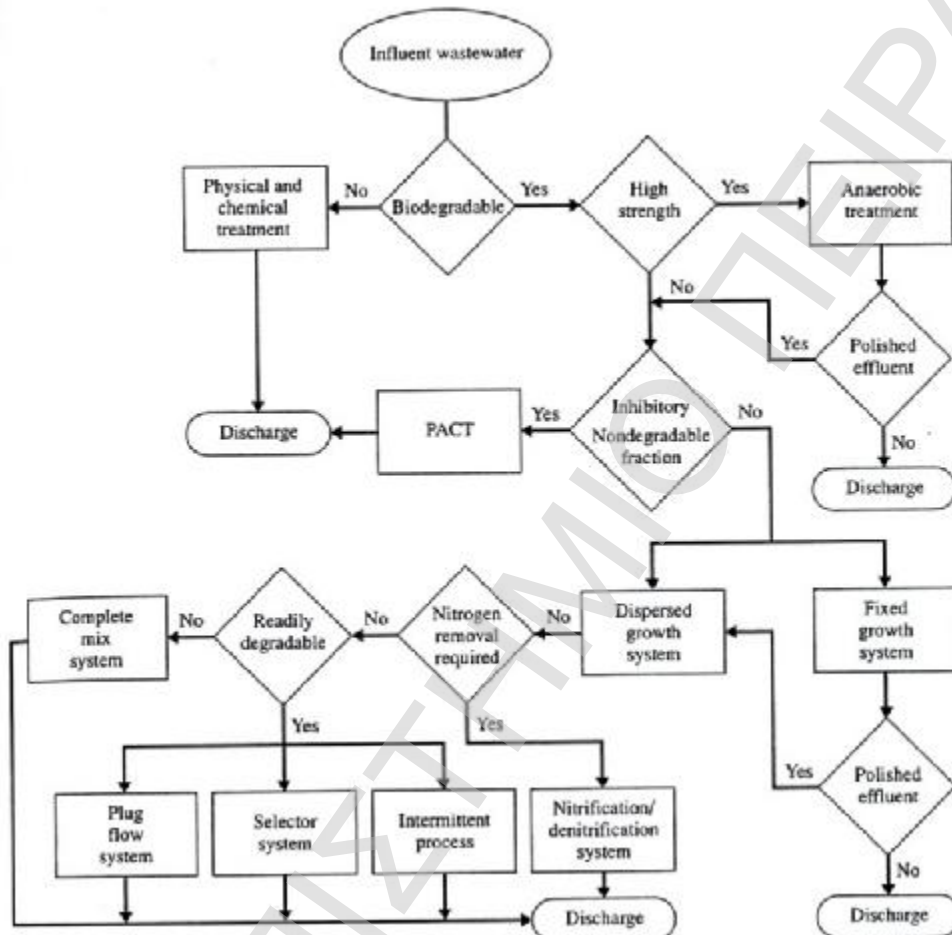 Influent wastewater
Physical and
chemical
treatment
No
Biodegradable
Yes
High
strength
Yes
Anaerobic
treatment
No
Yes
Polished
effluent
No
Discharge
Discharge
PACT
Yes
Inhibitory
Nondegradable
fraction
No
Complete
mix
system
No
Readily
degradable
No
Nitrogen
removal
required
No
Dispersed
growth
system
Fixed
growth
system
Yes
Yes
Yes
Polished
effluent
No
Plug
flow
system
Selector
system
Intermittent
process
Nitrification/
denitrification
system
Discharge
Discharge
ΙΣΤΗΜΙΟ ΠΕΙΡΑ